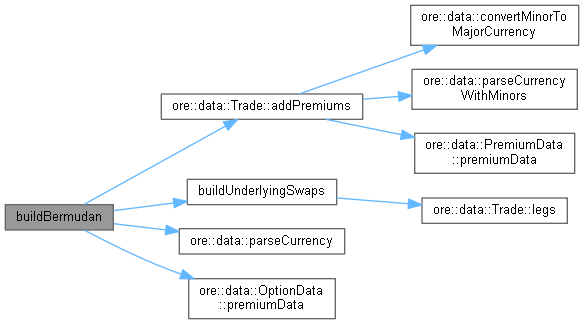 ore::data::convertMinorTo
MajorCurrency
ore::data::parseCurrency
WithMinors
ore::data::Trade::addPremiums
ore::data::PremiumData
::premiumData
buildUnderlyingSwaps
ore::data::Trade::legs
buildBermudan
ore::data::parseCurrency
ore::data::OptionData
::premiumData